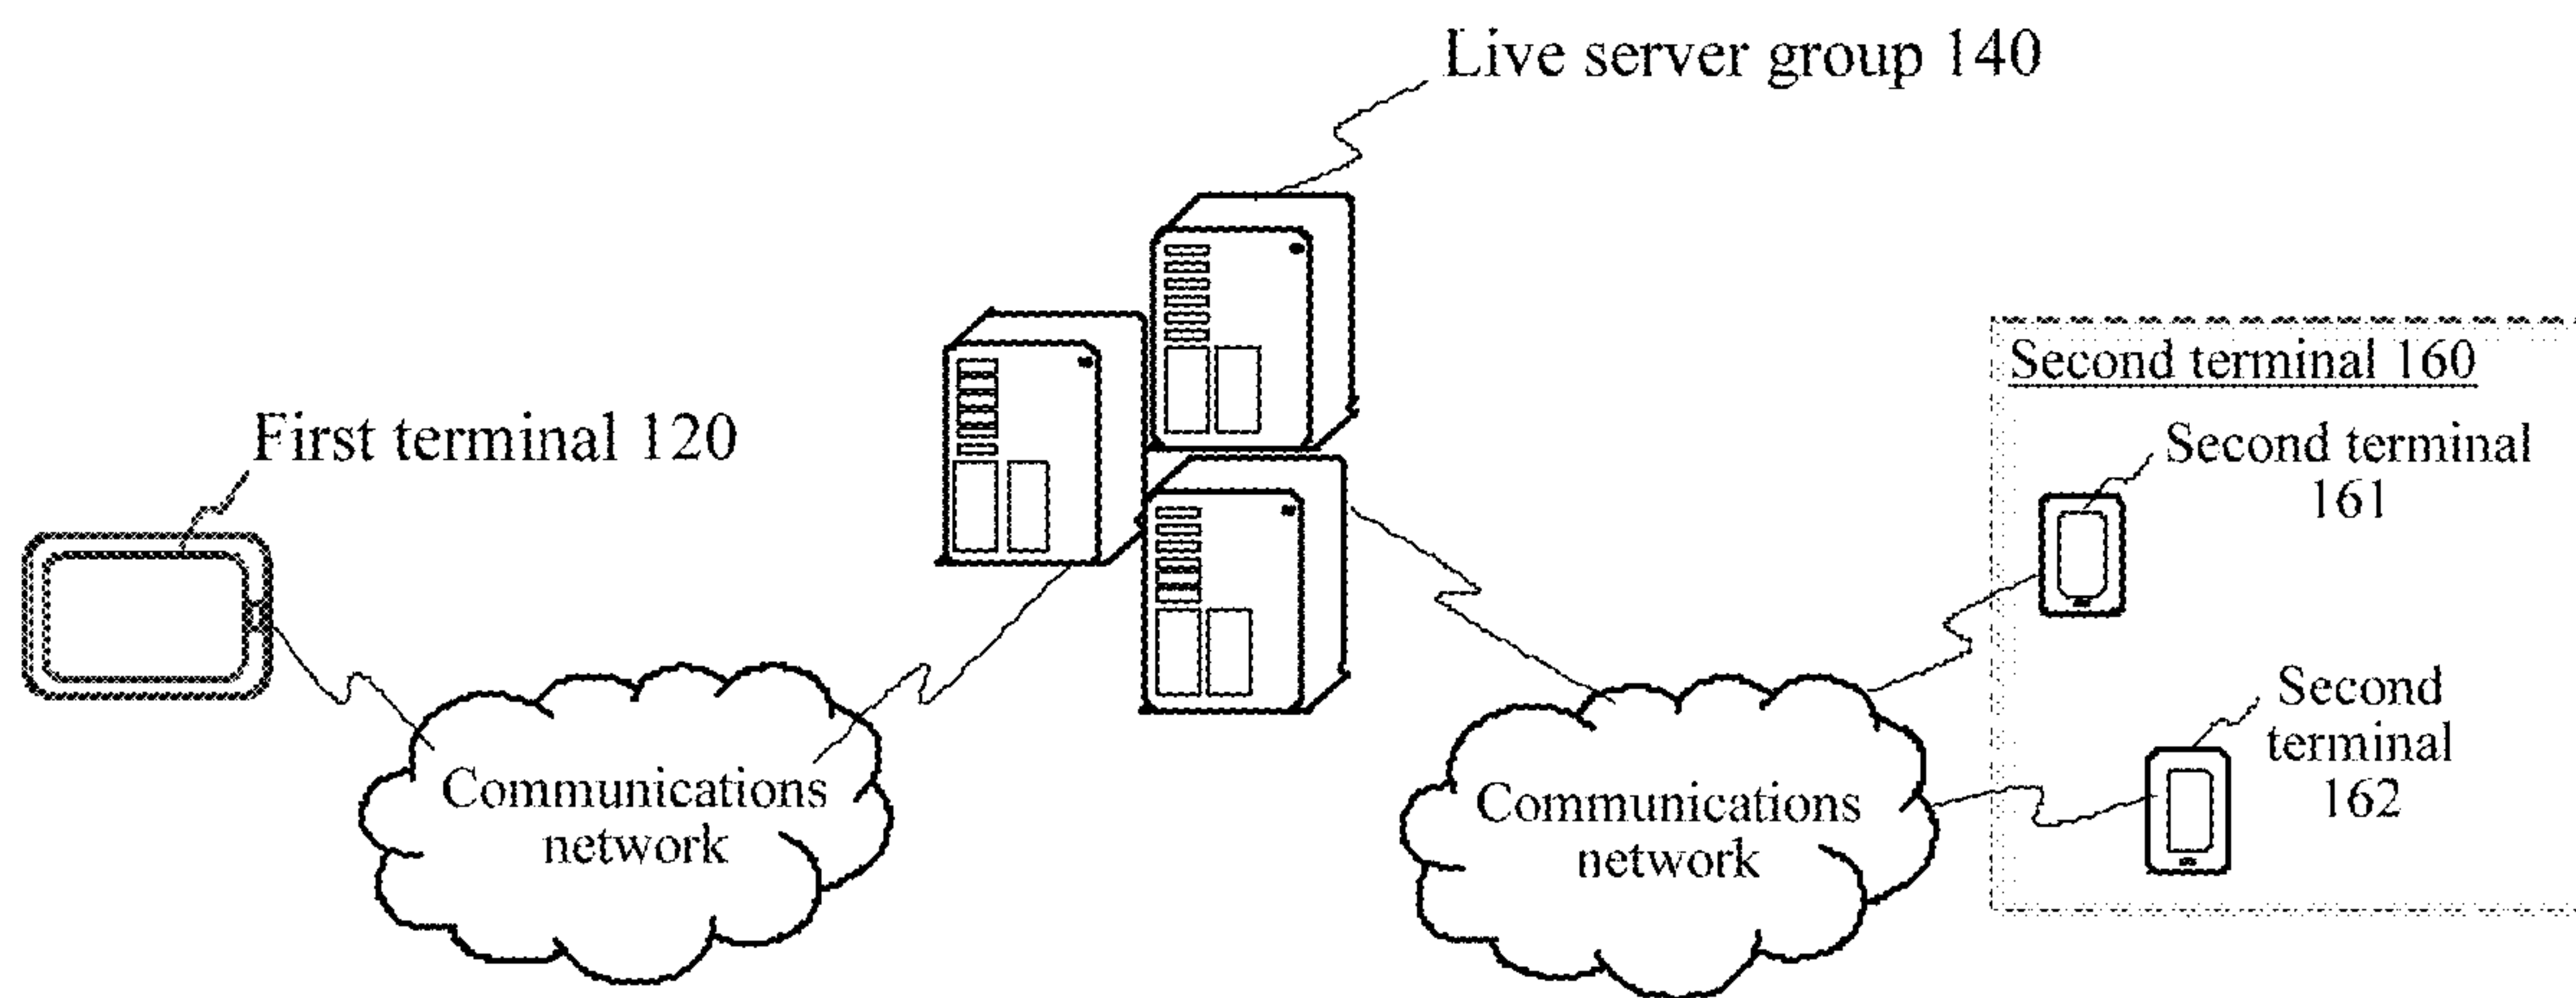 Live server group 140
First terminal 120
Second terminal 160
Second terminal
161
Second
terminal
162
Communications
network
Communications
network